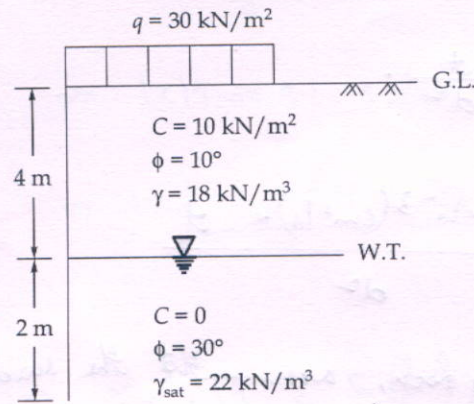 q = 30 kN/m²
G.L.
C = 10 kN/m²
ϕ = 10°
4 m
γ = 18 kN/m³
W.T.
C = 0
2 m
ϕ = 30°
γsat = 22 kN/m³